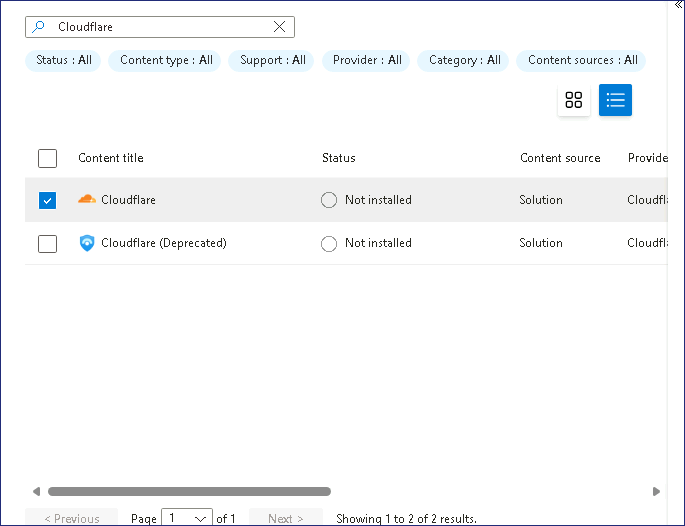 Cloudflare
Status : All Content type : All Support : All Provider : All Category : All Content sources : All
Content title Status Content source Provide
Cloudflare Not installed Solution Cloudfla
Cloudflare (Deprecated) Not installed Solution Cloudfla
< Previous Page 1 of 1 Next > Showing 1 to 2 of 2 results.